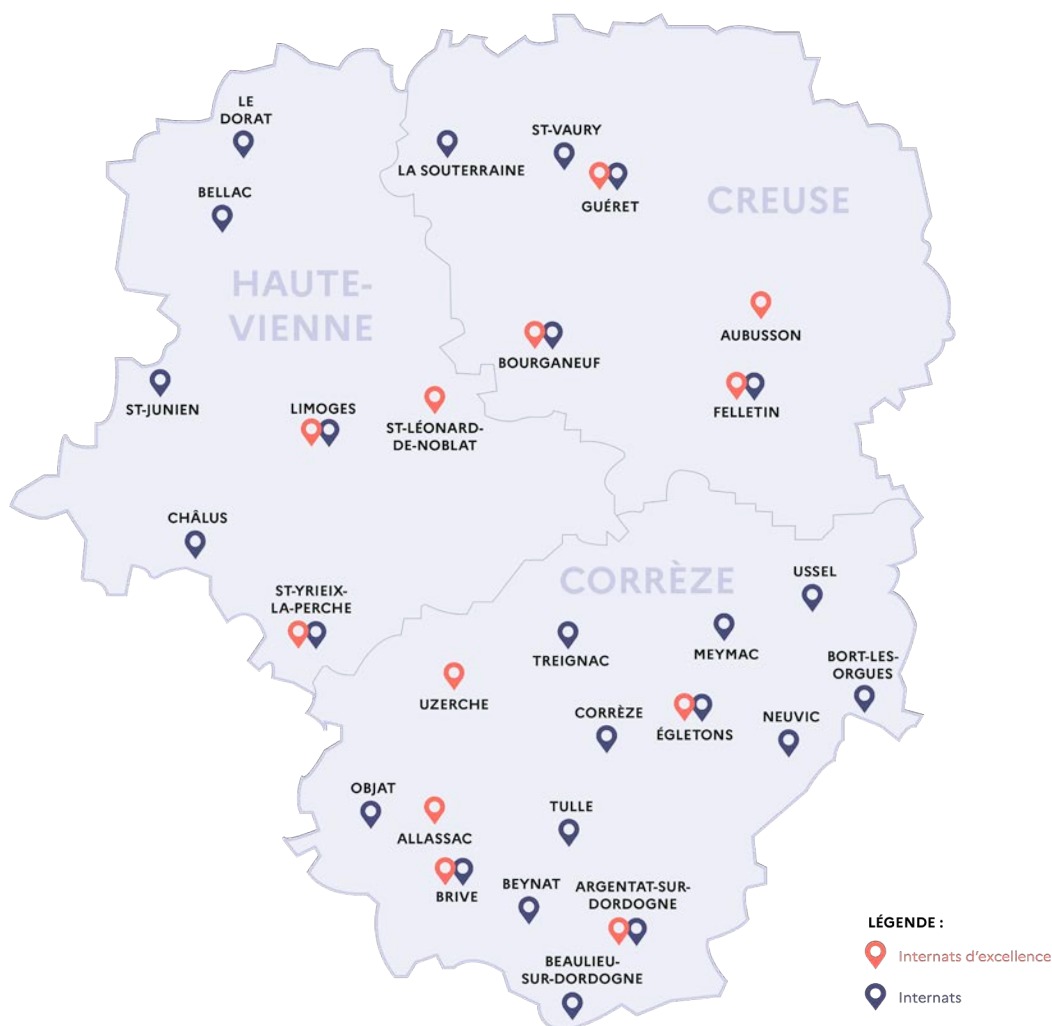 LE
DORAT
ST-VAURY
LA SOUTERRAINE
BELLAC
GUÉRET
CREUSE
HAUTE-
VIENNE
AUBUSSON
BOURGANEUF
ST-JUNIEN
LIMOGES
ST-LÉONARD-
DE-NOBLAT
FELLETIN
CHÂLUS
CORRÈZE
USSEL
ST-YRIEIX-
LA-PERCHE
TREIGNAC
MEYMAC
BORT-LES-
ORGUES
UZERCHE
CORRÈZE
ÉGLETONS
NEUVIC
OBJAT
ALLASSAC
TULLE
BRIVE
BEYNAT
ARGENTAT-SUR-
DORDOGNE
BEAULIEU-
SUR-DORDOGNE
LÉGENDE :
Internats d'excellence
Internats